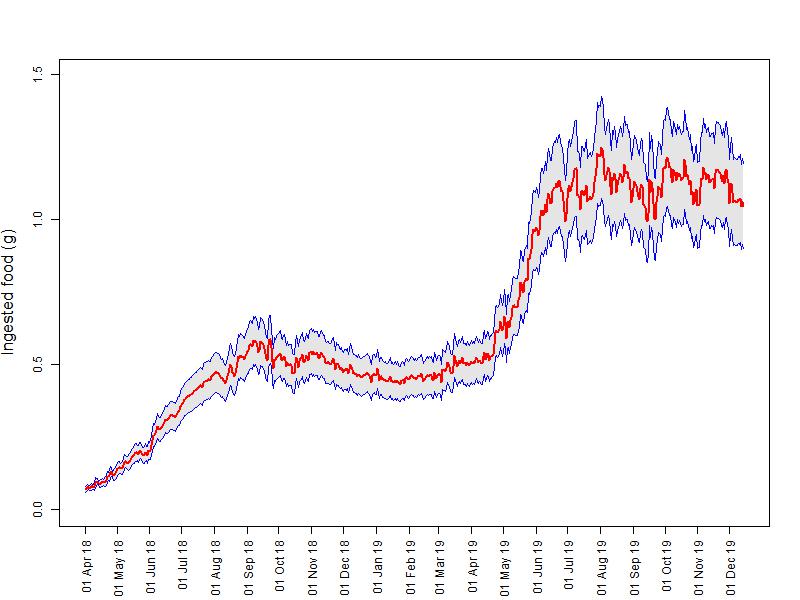 Ingested food (g)
1.5
1.0
0.5
0.0
01 Apr 18
01 May 18
01 Jun 18
01 Jul 18
01 Aug 18
01 Sep 18
01 Oct 18
01 Nov 18
01 Dec 18
01 Jan 19
01 Feb 19
01 Mar 19
01 Apr 19
01 May 19
01 Jun 19
01 Jul 19
01 Aug 19
01 Sep 19
01 Oct 19
01 Nov 19
01 Dec 19